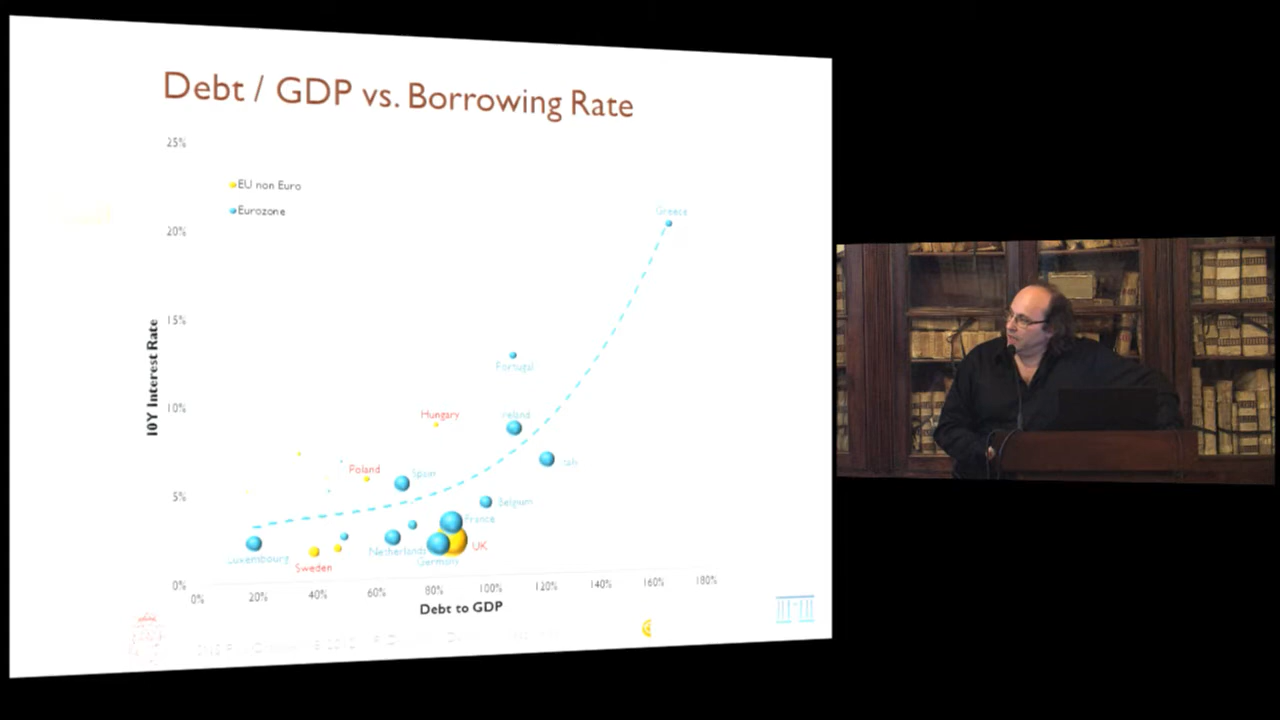 Debt / GDP vs. Borrowing Rate
25%
EU non Euro
Eurozone
20%
Greece
15%
Portugal
10%
Hungary
Ireland
Italy
Poland
Spain
5%
Belgium
France
Netherlands
UK
Luxembourg
Sweden
Germany
0%
0% 20% 40% 60% 80% 100% 120% 140% 160% 180%
Debt to GDP
10Y Interest Rate